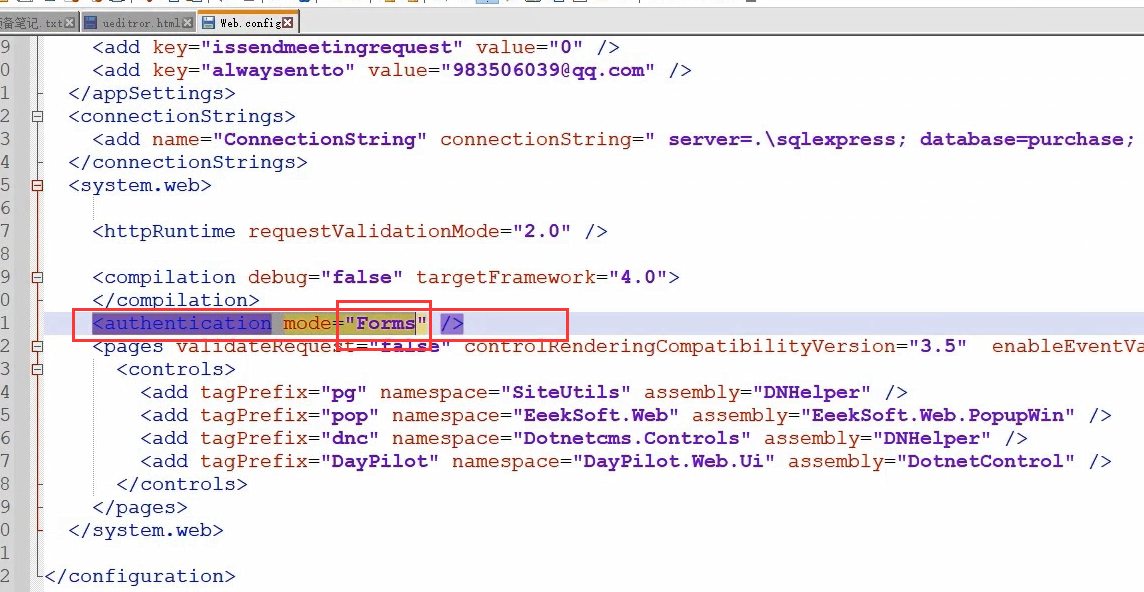 备笔记.txt ueditror.html Web.config
9 <add key="issendmeetingrequest" value="0" />
0 <add key="alwaysentto" value="983506039@qq.com" />
1 </appSettings>
2 <connectionStrings>
3 <add name="ConnectionString" connectionString=" server=.\sqlexpress; database=purchase;
4 </connectionStrings>
5 <system.web>
6
7 <httpRuntime requestValidationMode="2.0" />
8
9 <compilation debug="false" targetFramework="4.0">
0 </compilation>
1 <authentication mode="Forms" />
2 <pages validateRequest="false" controlRenderingCompatibilityVersion="3.5" enableEventVa
3 <controls>
4 <add tagPrefix="pg" namespace="SiteUtils" assembly="DNHelper" />
5 <add tagPrefix="pop" namespace="EeekSoft.Web" assembly="EeekSoft.Web.PopupWin" />
6 <add tagPrefix="dnc" namespace="Dotnetcms.Controls" assembly="DNHelper" />
7 <add tagPrefix="DayPilot" namespace="DayPilot.Web.Ui" assembly="DotnetControl" />
8 </controls>
9 </pages>
0 </system.web>
1
2 </configuration>